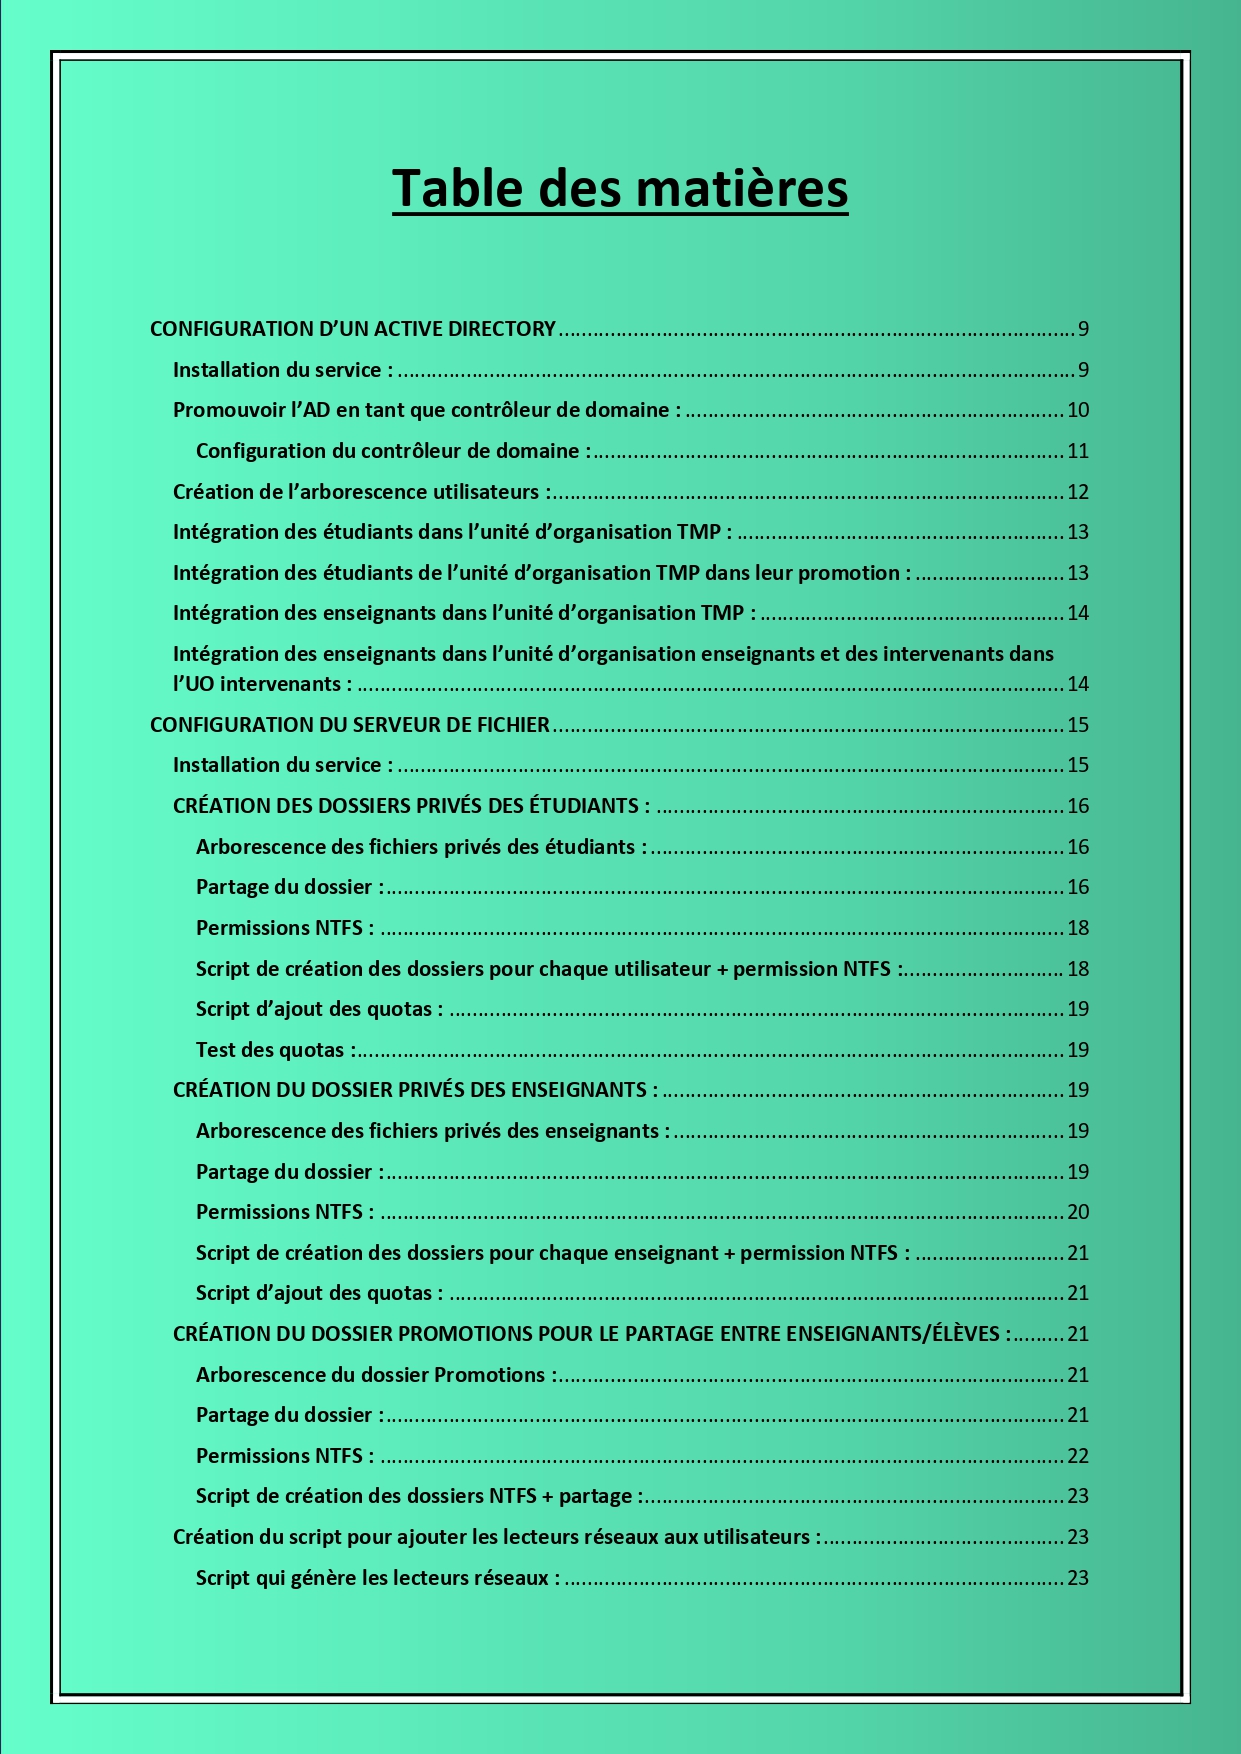 Table des matières
CONFIGURATION D’UN ACTIVE DIRECTORY ........ 9
Installation du service : ........ 9
Promouvoir l’AD en tant que contrôleur de domaine : ........ 10
Configuration du contrôleur de domaine : ........ 11
Création de l’arborescence utilisateurs : ........ 12
Intégration des étudiants dans l’unité d’organisation TMP : ........ 13
Intégration des étudiants de l’unité d’organisation TMP dans leur promotion : ........ 13
Intégration des enseignants dans l’unité d’organisation TMP : ........ 14
Intégration des enseignants dans l’unité d’organisation enseignants et des intervenants dans
l’UO intervenants : ........ 14
CONFIGURATION DU SERVEUR DE FICHIER ........ 15
Installation du service : ........ 15
CRÉATION DES DOSSIERS PRIVÉS DES ÉTUDIANTS : ........ 16
Arborescence des fichiers privés des étudiants : ........ 16
Partage du dossier : ........ 16
Permissions NTFS : ........ 18
Script de création des dossiers pour chaque utilisateur + permission NTFS : ........ 18
Script d’ajout des quotas : ........ 19
Test des quotas : ........ 19
CRÉATION DU DOSSIER PRIVÉS DES ENSEIGNANTS : ........ 19
Arborescence des fichiers privés des enseignants : ........ 19
Partage du dossier : ........ 19
Permissions NTFS : ........ 20
Script de création des dossiers pour chaque enseignant + permission NTFS : ........ 21
Script d’ajout des quotas : ........ 21
CRÉATION DU DOSSIER PROMOTIONS POUR LE PARTAGE ENTRE ENSEIGNANTS/ÉLÈVES : ........ 21
Arborescence du dossier Promotions : ........ 21
Partage du dossier : ........ 21
Permissions NTFS : ........ 22
Script de création des dossiers NTFS + partage : ........ 23
Création du script pour ajouter les lecteurs réseaux aux utilisateurs : ........ 23
Script qui génère les lecteurs réseaux : ........ 23